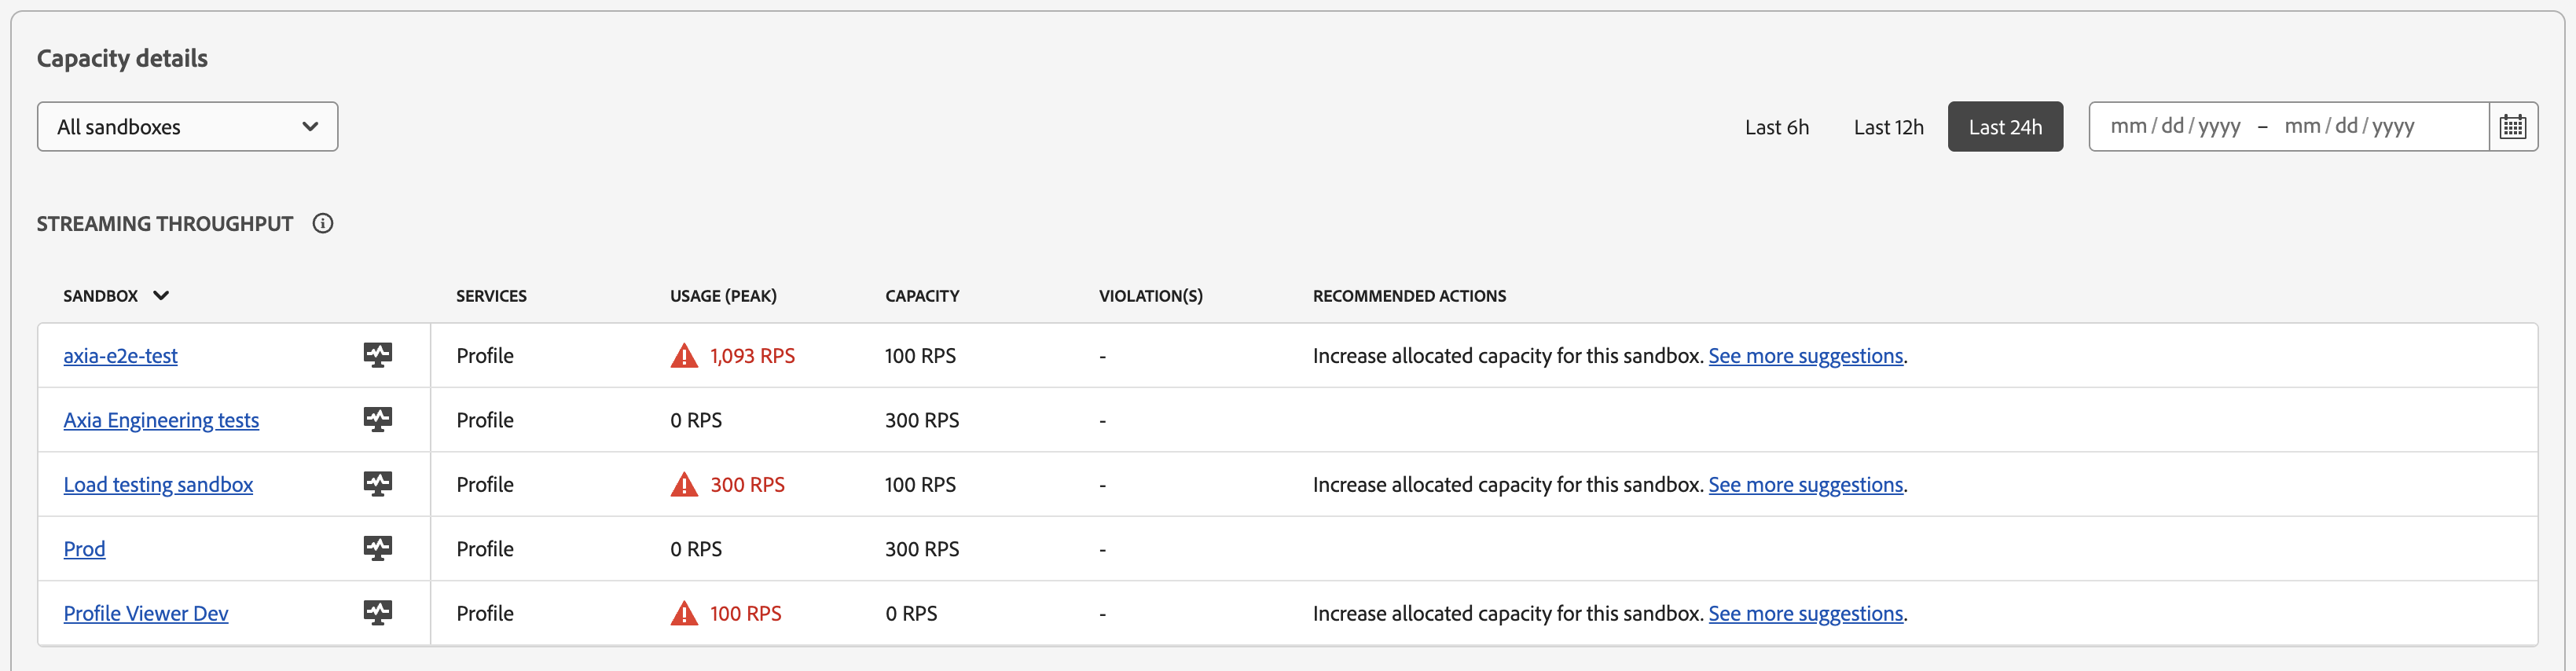 Capacity details
All sandboxes
Last 6h Last 12h Last 24h mm/dd/yyyy – mm/dd/yyyy
STREAMING THROUGHPUT
SANDBOX SERVICES USAGE (PEAK) CAPACITY VIOLATION(S) RECOMMENDED ACTIONS
axia-e2e-test Profile 1,093 RPS 100 RPS - Increase allocated capacity for this sandbox. See more suggestions.
Axia Engineering tests Profile 0 RPS 300 RPS -
Load testing sandbox Profile 300 RPS 100 RPS - Increase allocated capacity for this sandbox. See more suggestions.
Prod Profile 0 RPS 300 RPS -
Profile Viewer Dev Profile 100 RPS 0 RPS - Increase allocated capacity for this sandbox. See more suggestions.